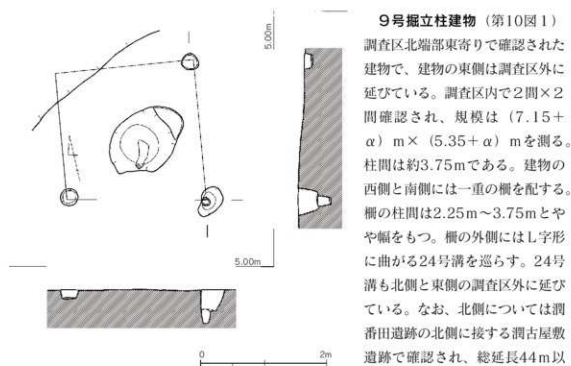 9号掘立柱建物（第10図1）
調査区北端部東寄りで確認された
建物で、建物の東側は調査区外に
延びている。調査区内で2間×2
間確認され、規模は（7.15＋
α）m×（5.35＋α）mを測る。
柱間は約3.75mである。建物の
西側と南側には一重の柵を配する。
柵の柱間は2.25m～3.75mとや
や幅をもつ。柵の外側にはL字形
に曲がる24号溝を巡らす。24号
溝も北側と東側の調査区外に延び
ている。なお、北側については潤
番田遺跡の北側に接する潤古屋敷
遺跡で確認され、総延長44m以
5.00m
5.00m
0
2m